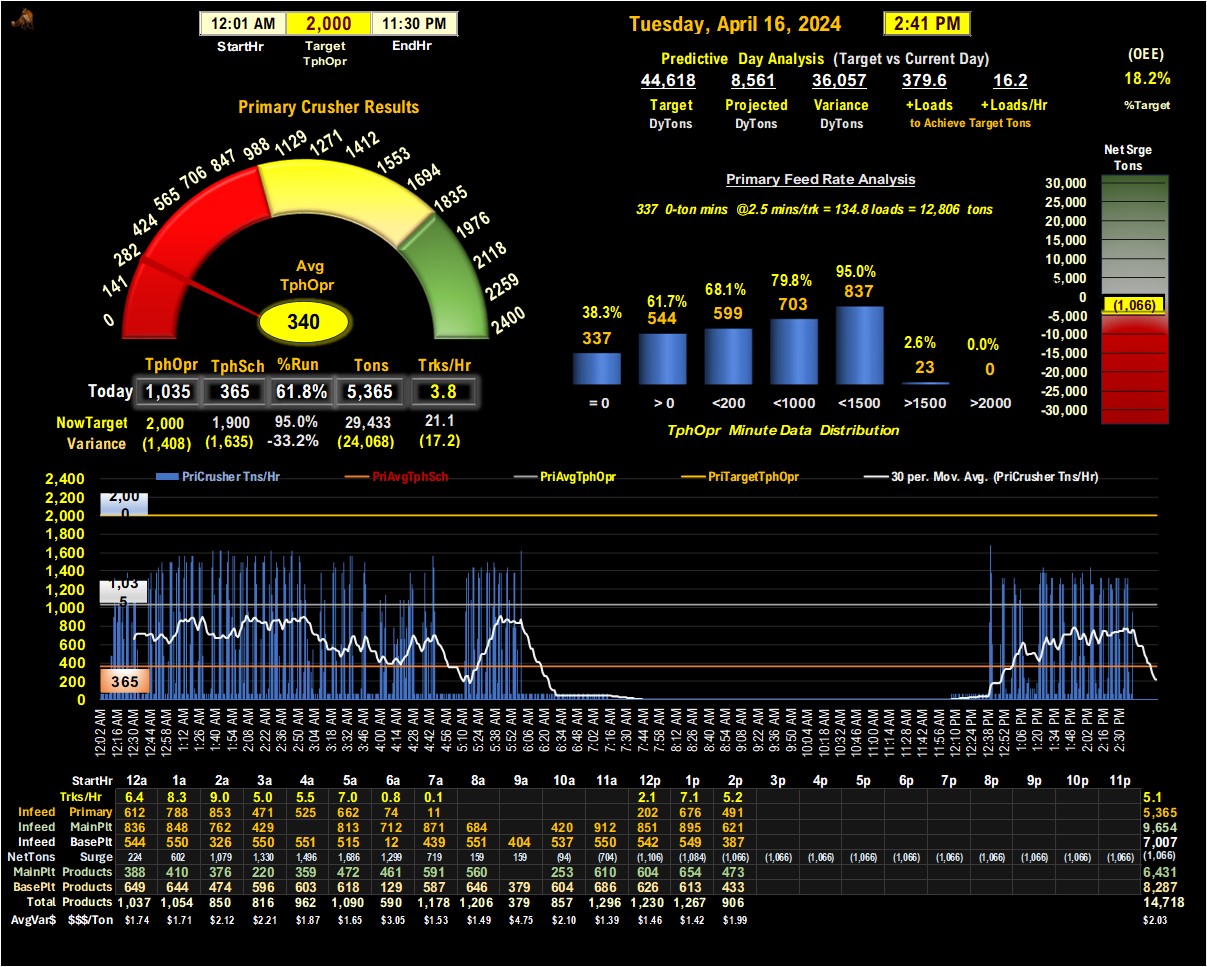 12:01 AM 2,000 11:30 PM
StartHr Target TphOpr EndHr
Tuesday, April 16, 2024 2:41 PM
Predictive Day Analysis (Target vs Current Day)
44,618 8,561 36,057 379.6 16.2
Target Projected Variance +Loads +Loads/Hr
DyTons DyTons DyTons to Achieve Target Tons
(OEE)
18.2%
%Target
Primary Crusher Results
0 141 282 424 565 706 847 988 1129 1271 1412 1553 1694 1835 1976 2118 2259 2400
Avg
TphOpr
340
TphOpr TphSch %Run Tons Trks/Hr
Today 1,035 365 61.8% 5,365 3.8
NowTarget 2,000 1,900 95.0% 29,433 21.1
Variance (1,408) (1,635) -33.2% (24,068) (17.2)
Primary Feed Rate Analysis
337 0-ton mins @2.5 mins/trk = 134.8 loads = 12,806 tons
38.3% 61.7% 68.1% 79.8% 95.0% 2.6% 0.0%
337 544 599 703 837 23 0
= 0 > 0 <200 <1000 <1500 >1500 >2000
TphOpr Minute Data Distribution
Net Srge
Tons
30,000
25,000
20,000
15,000
10,000
5,000
0
(1,066)
-5,000
-10,000
-15,000
-20,000
-25,000
-30,000
PriCrusher Tns/Hr PriAvgTphSch PriAvgTphOpr PriTargetTphOpr 30 per. Mov. Avg. (PriCrusher Tns/Hr)
2,400
2,200
2,000
1,800
1,600
1,400
1,200
1,000
800
600
400
200
0
2,00
0
1,03
5
365
12:02 AM 12:16 AM 12:30 AM 12:44 AM 12:58 AM 1:12 AM 1:26 AM 1:40 AM 1:54 AM 2:08 AM 2:22 AM 2:36 AM 2:50 AM 3:04 AM 3:18 AM 3:32 AM 3:46 AM 4:00 AM 4:14 AM 4:28 AM 4:42 AM 4:56 AM 5:10 AM 5:24 AM 5:38 AM 5:52 AM 6:06 AM 6:20 AM 6:34 AM 6:48 AM 7:02 AM 7:16 AM 7:30 AM 7:44 AM 7:58 AM 8:12 AM 8:26 AM 8:40 AM 8:54 AM 9:08 AM 9:22 AM 9:36 AM 9:50 AM 10:04 AM 10:18 AM 10:32 AM 10:46 AM 11:00 AM 11:14 AM 11:28 AM 11:42 AM 11:56 AM 12:10 PM 12:24 PM 12:38 PM 12:52 PM 1:06 PM 1:20 PM 1:34 PM 1:48 PM 2:02 PM 2:16 PM 2:30 PM
StartHr 12a 1a 2a 3a 4a 5a 6a 7a 8a 9a 10a 11a 12p 1p 2p 3p 4p 5p 6p 7p 8p 9p 10p 11p
Trks/Hr 6.4 8.3 9.0 5.0 5.5 7.0 0.8 0.1 2.1 7.1 5.2 5.1
Infeed Primary 612 788 853 471 525 662 74 11 202 676 491 5,365
Infeed MainPlt 836 848 762 429 813 712 871 684 420 912 851 895 621 9,654
Infeed BasePlt 544 550 326 550 551 515 12 439 551 404 537 550 542 549 387 7,007
NetTons Surge 224 602 1,079 1,330 1,496 1,686 1,299 719 159 159 (94) (704) (1,106) (1,084) (1,066) (1,066) (1,066) (1,066) (1,066) (1,066) (1,066) (1,066) (1,066) (1,066) (1,066)
MainPlt Products 388 410 376 220 359 472 461 591 560 253 610 604 654 473 6,431
BasePlt Products 649 644 474 596 603 618 129 587 646 379 604 686 626 613 433 8,287
Total Products 1,037 1,054 850 816 962 1,090 590 1,178 1,206 379 857 1,296 1,230 1,267 906 14,718
AvgVar$ $$$/Ton $1.74 $1.71 $2.12 $2.21 $1.87 $1.65 $3.05 $1.53 $1.49 $4.75 $2.10 $1.39 $1.46 $1.42 $1.99 $2.03